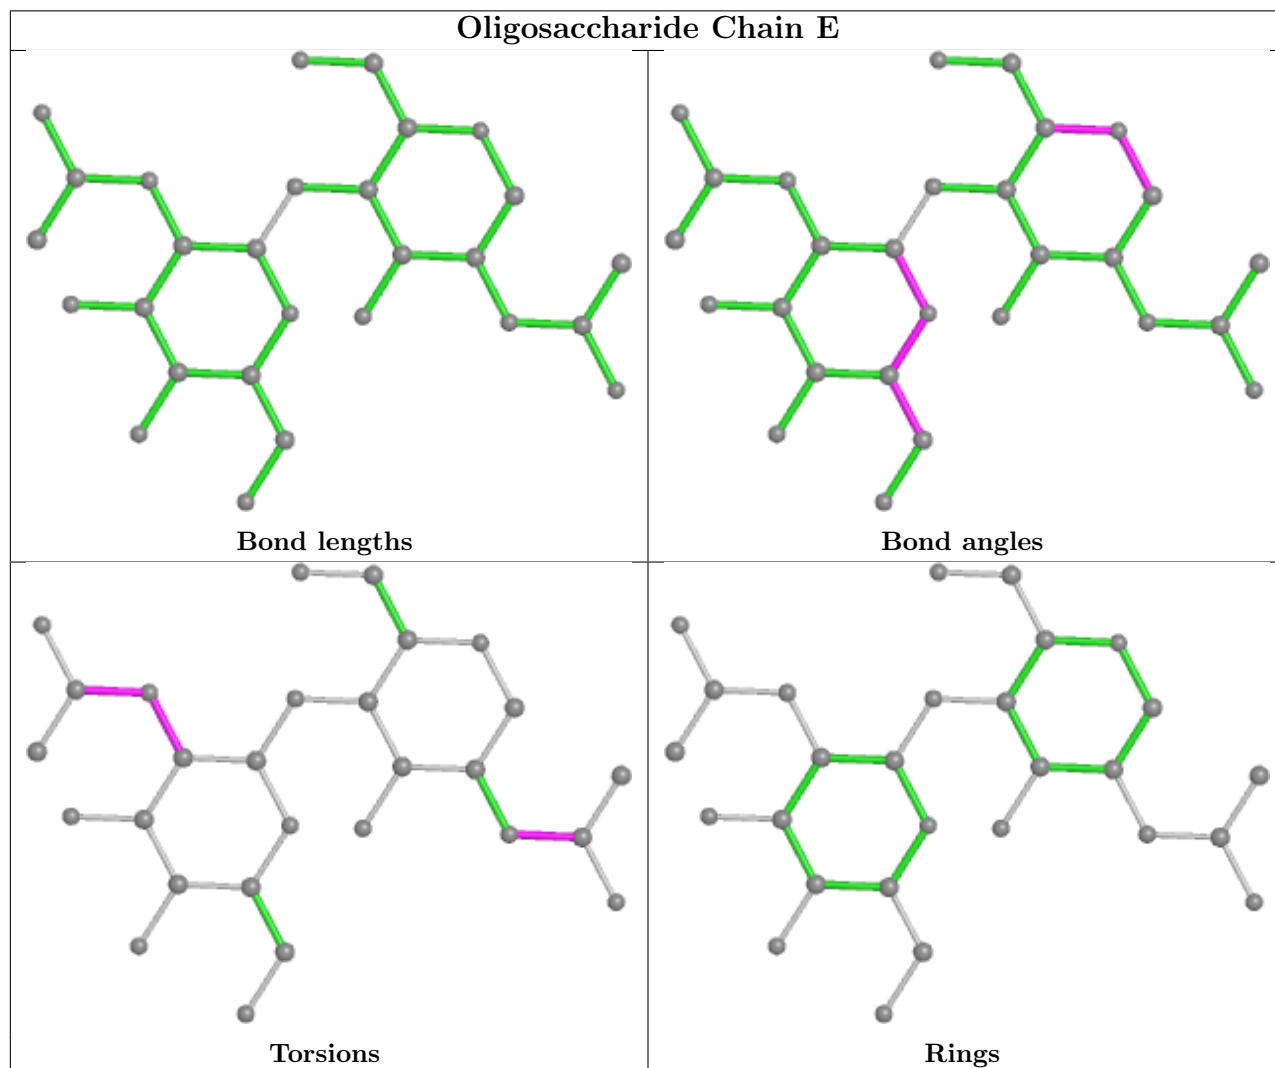 Oligosaccharide Chain E
Bond lengths
Bond angles
Torsions
Rings